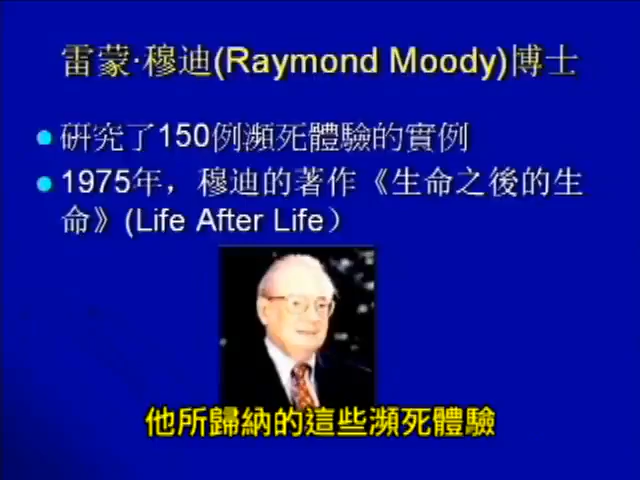 雷蒙·穆迪(Raymond Moody)博士
研究了150例瀕死體驗的實例
1975年，穆迪的著作《生命之後的生
命》(Life After Life）
他所歸納的這些瀕死體驗